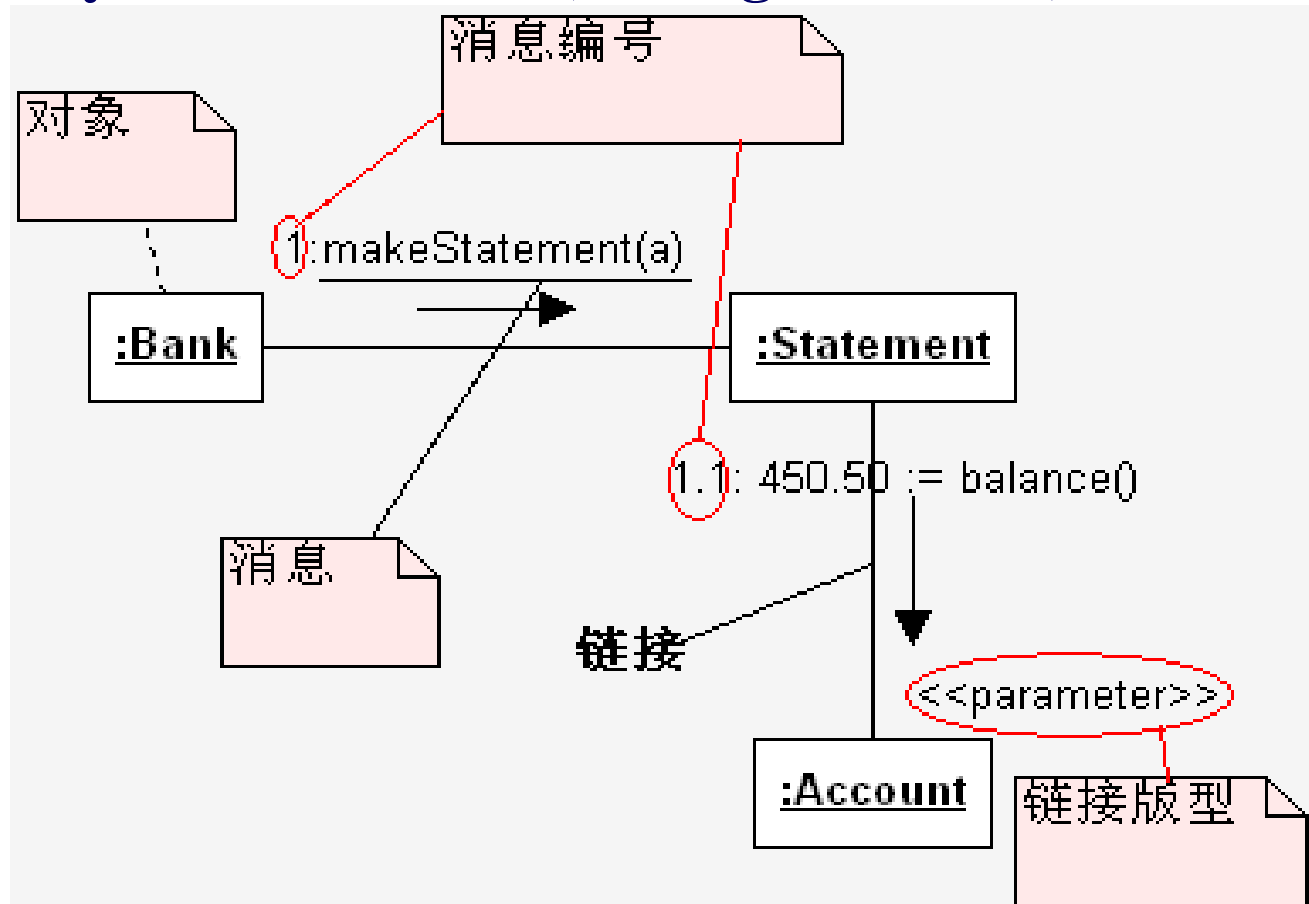 消息编号
对象
1:makeStatement(a)
:Bank
:Statement
1.1: 450.50 := balance()
消息
链接
<<parameter>>
:Account
链接版型